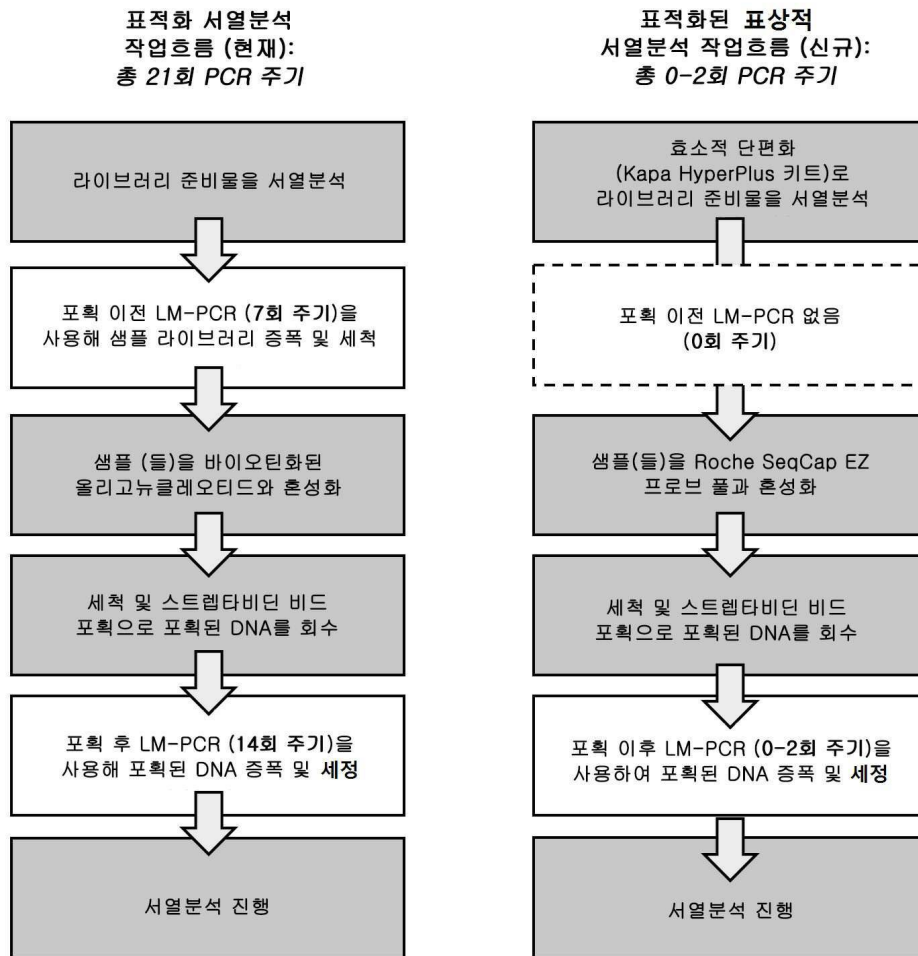 표적화 서열분석
작업흐름 (현재):
총 21회 PCR 주기
라이브러리 준비물을 서열분석
포획 이전 LM-PCR (7회 주기)을
사용해 샘플 라이브러리 증폭 및 세척
샘플 (들)을 바이오틴화된
올리고뉴클레오티드와 혼성화
세척 및 스트렙타비딘 비드
포획으로 포획된 DNA를 회수
포획 후 LM-PCR (14회 주기)을
사용해 포획된 DNA 증폭 및 세정
서열분석 진행
표적화된 표상적
서열분석 작업흐름 (신규):
총 0-2회 PCR 주기
효소적 단편화
(Kapa HyperPlus 키트)로
라이브러리 준비물을 서열분석
포획 이전 LM-PCR 없음
(0회 주기)
샘플(들)을 Roche SeqCap EZ
프로브 풀과 혼성화
세척 및 스트렙타비딘 비드
포획으로 포획된 DNA를 회수
포획 이후 LM-PCR (0-2회 주기)을
사용하여 포획된 DNA 증폭 및 세정
서열분석 진행